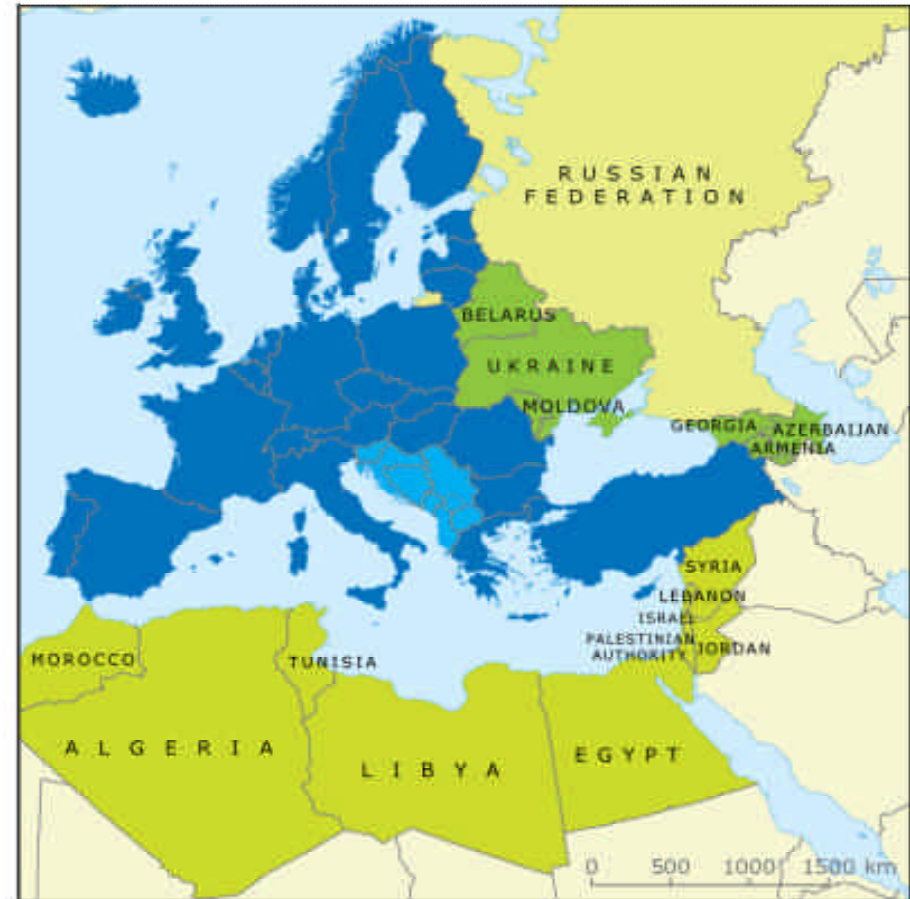 RUSSIAN
FEDERATION
BELARUS
UKRAINE
MOLDOVA
GEORGIA
AZERBAIJAN
ARMENIA
SYRIA
LEBANON
ISRAEL
PALESTINIAN
AUTHORITY
JORDAN
MOROCCO
TUNISIA
ALGERIA
LIBYA
EGYPT
0 500 1000 1500 km